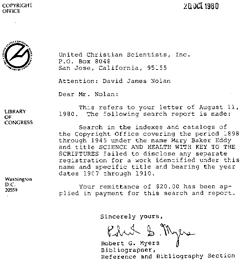 COPYRIGHT
OFFICE
20 Oct 1980
United Christian Scientists, Inc.
P.O. Box 8048
San Jose, California, 95155
Attention: David James Nolan
Dear Mr. Nolan:
This refers to your letter of August 11,
1980. The following search report is made:
LIBRARY
OF
CONGRESS
Search in the indexes and catalogs of
the Copyright Office covering the period 1898
through 1945 under the name Mary Baker Eddy
and title SCIENCE AND HEALTH WITH KEY TO THE
SCRIPTURES failed to disclose any separate
registration for a work identified under this
name and specific title and bearing the year
dates 1907 through 1910.
Washington
D.C.
20559
Your remittance of $20.00 has been ap-
plied in payment for this search and report.
Sincerely yours,
Robert G. Myers
Robert G. Myers
Bibliographer,
Reference and Bibliography Section